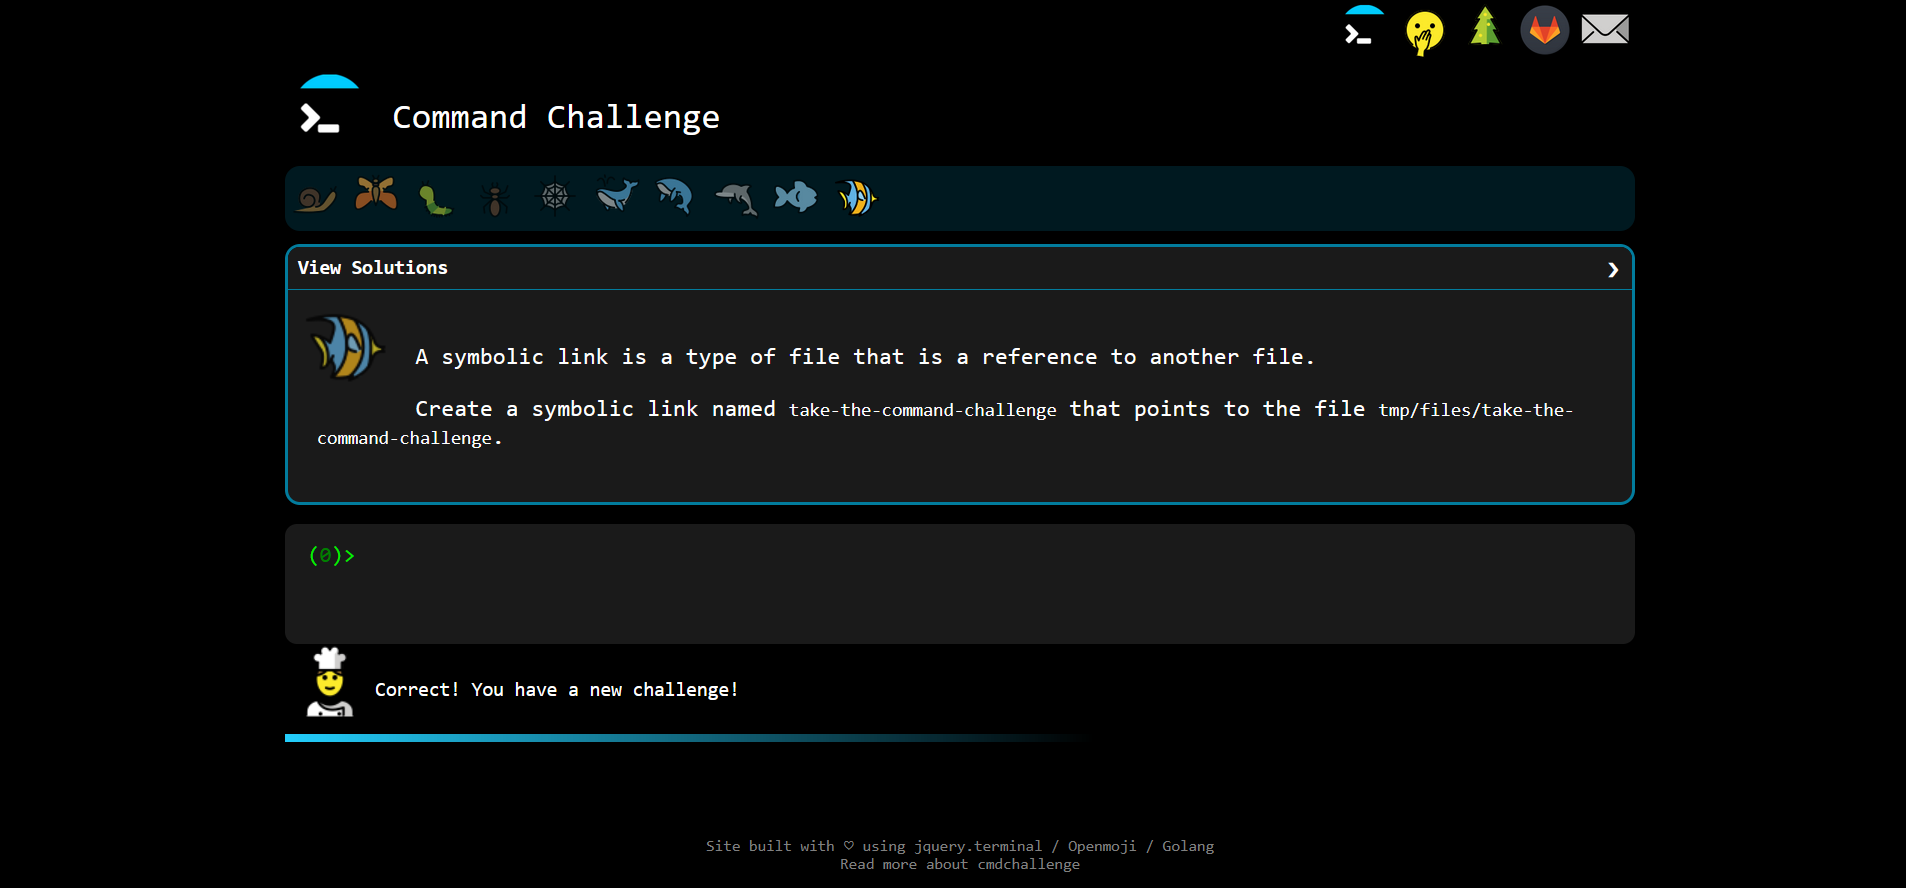 Command Challenge
View Solutions
A symbolic link is a type of file that is a reference to another file.
Create a symbolic link named take-the-command-challenge that points to the file tmp/files/take-the-
command-challenge.
(0)>
Correct! You have a new challenge!
Site built with ♡ using jquery.terminal / Openmoji / Golang
Read more about cmdchallenge